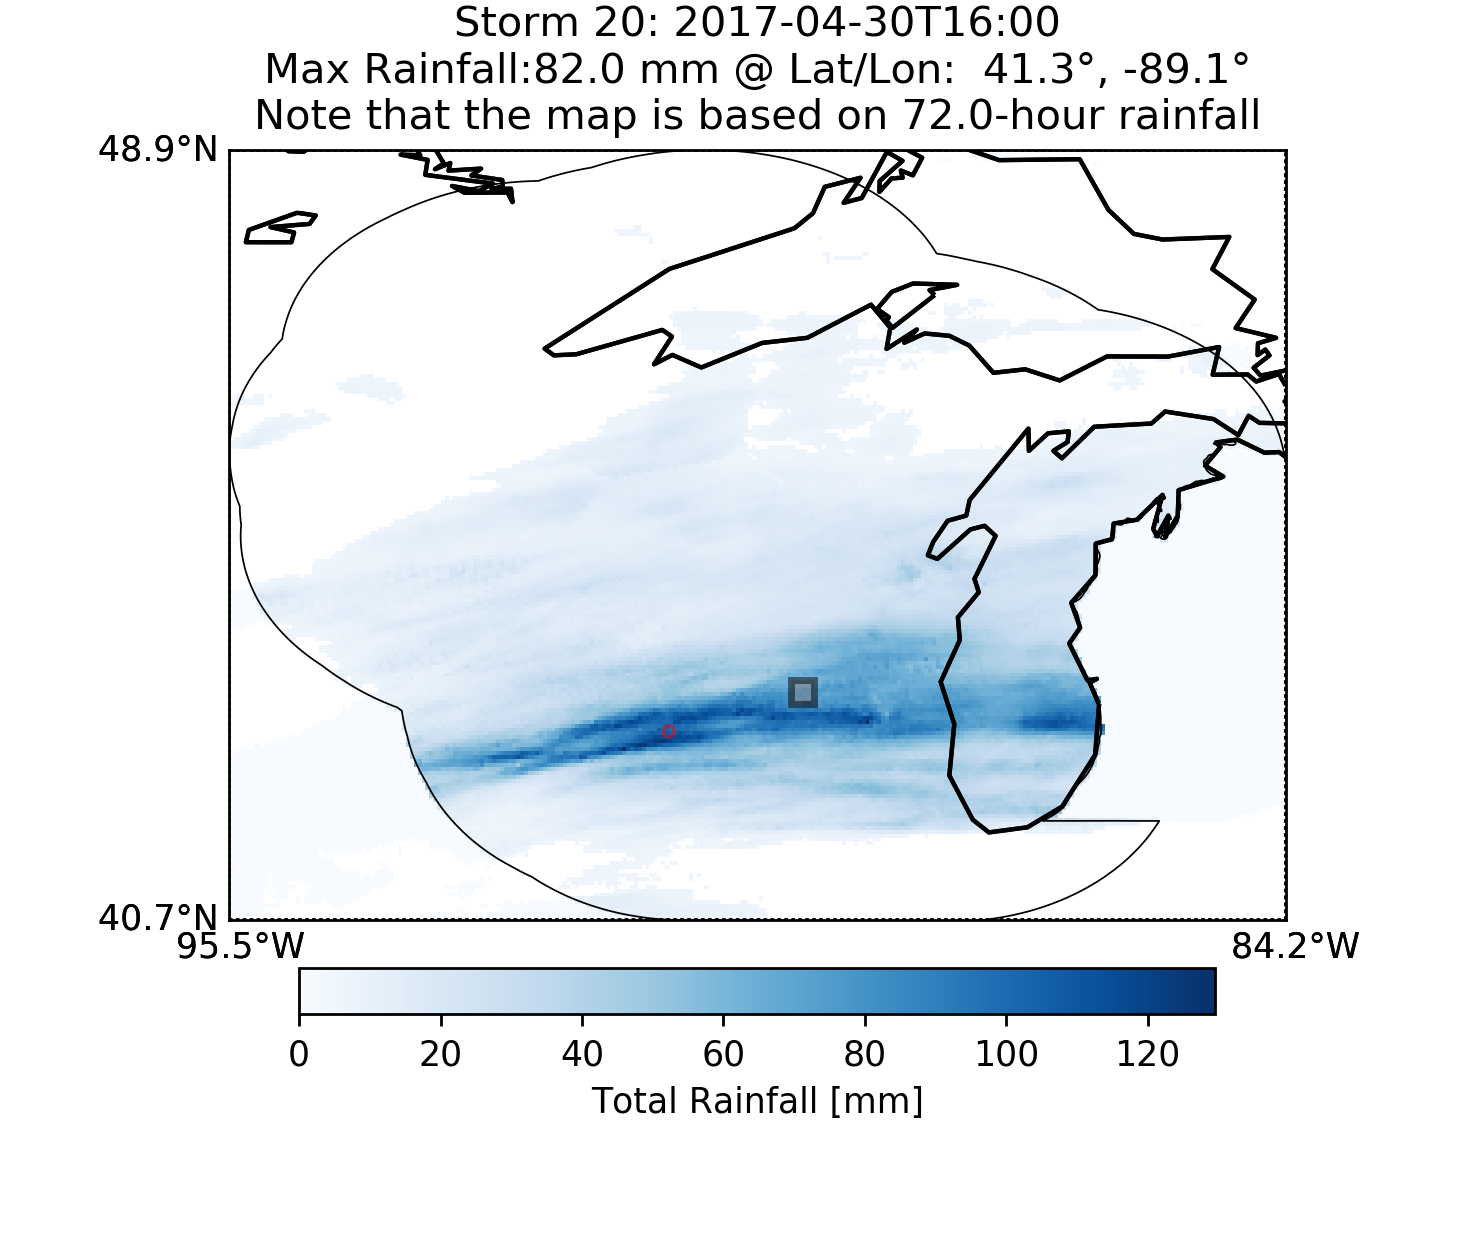 Storm 20: 2017-04-30T16:00
Max Rainfall:82.0 mm @ Lat/Lon:  41.3°, -89.1°
Note that the map is based on 72.0-hour rainfall
48.9°N
40.7°N
95.5°W 84.2°W
0 20 40 60 80 100 120
Total Rainfall [mm]